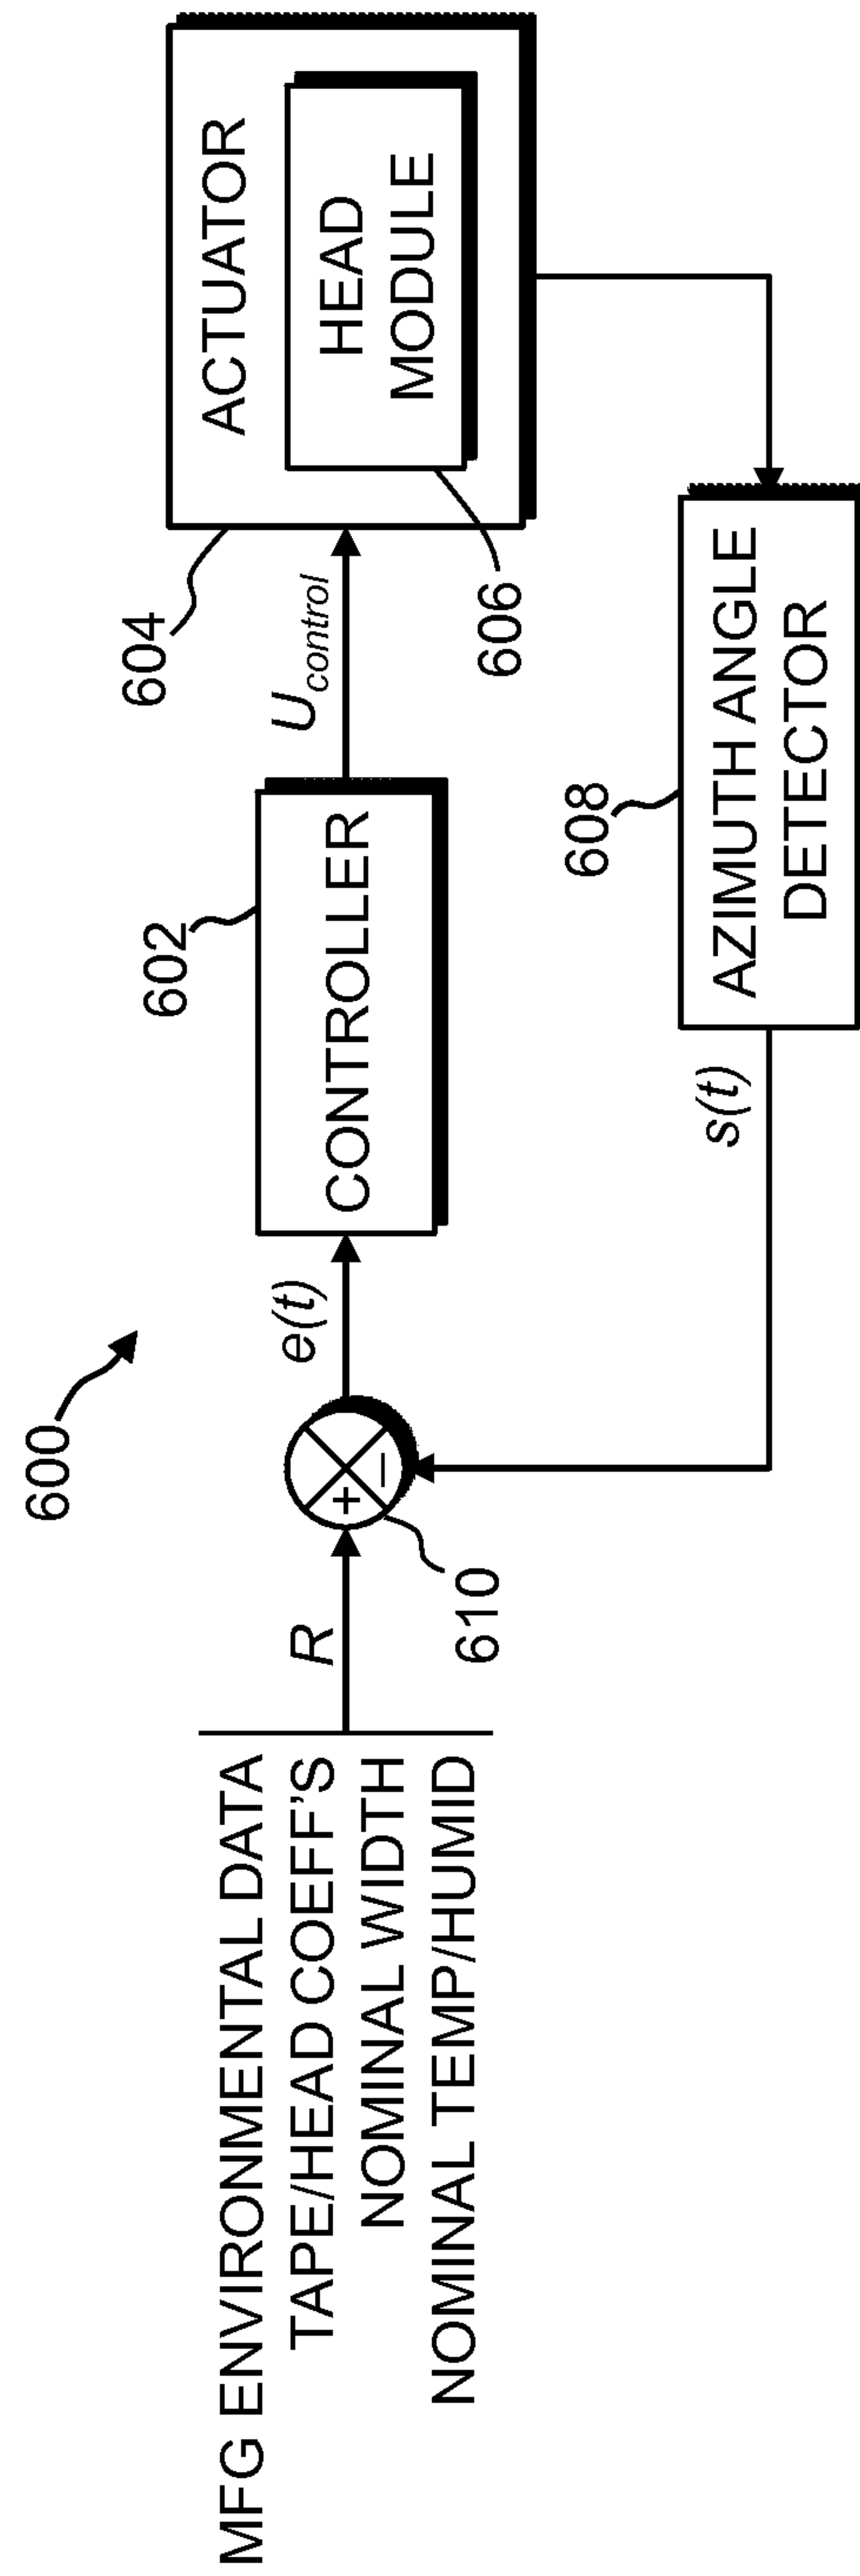 600
MFG ENVIRONMENTAL DATA
TAPE/HEAD COEFF'S
NOMINAL WIDTH
NOMINAL TEMP/HUMID
R
+
−
610
e(t)
602
CONTROLLER
U control
604
ACTUATOR
HEAD
MODULE
606
608
AZIMUTH ANGLE
DETECTOR
s(t)